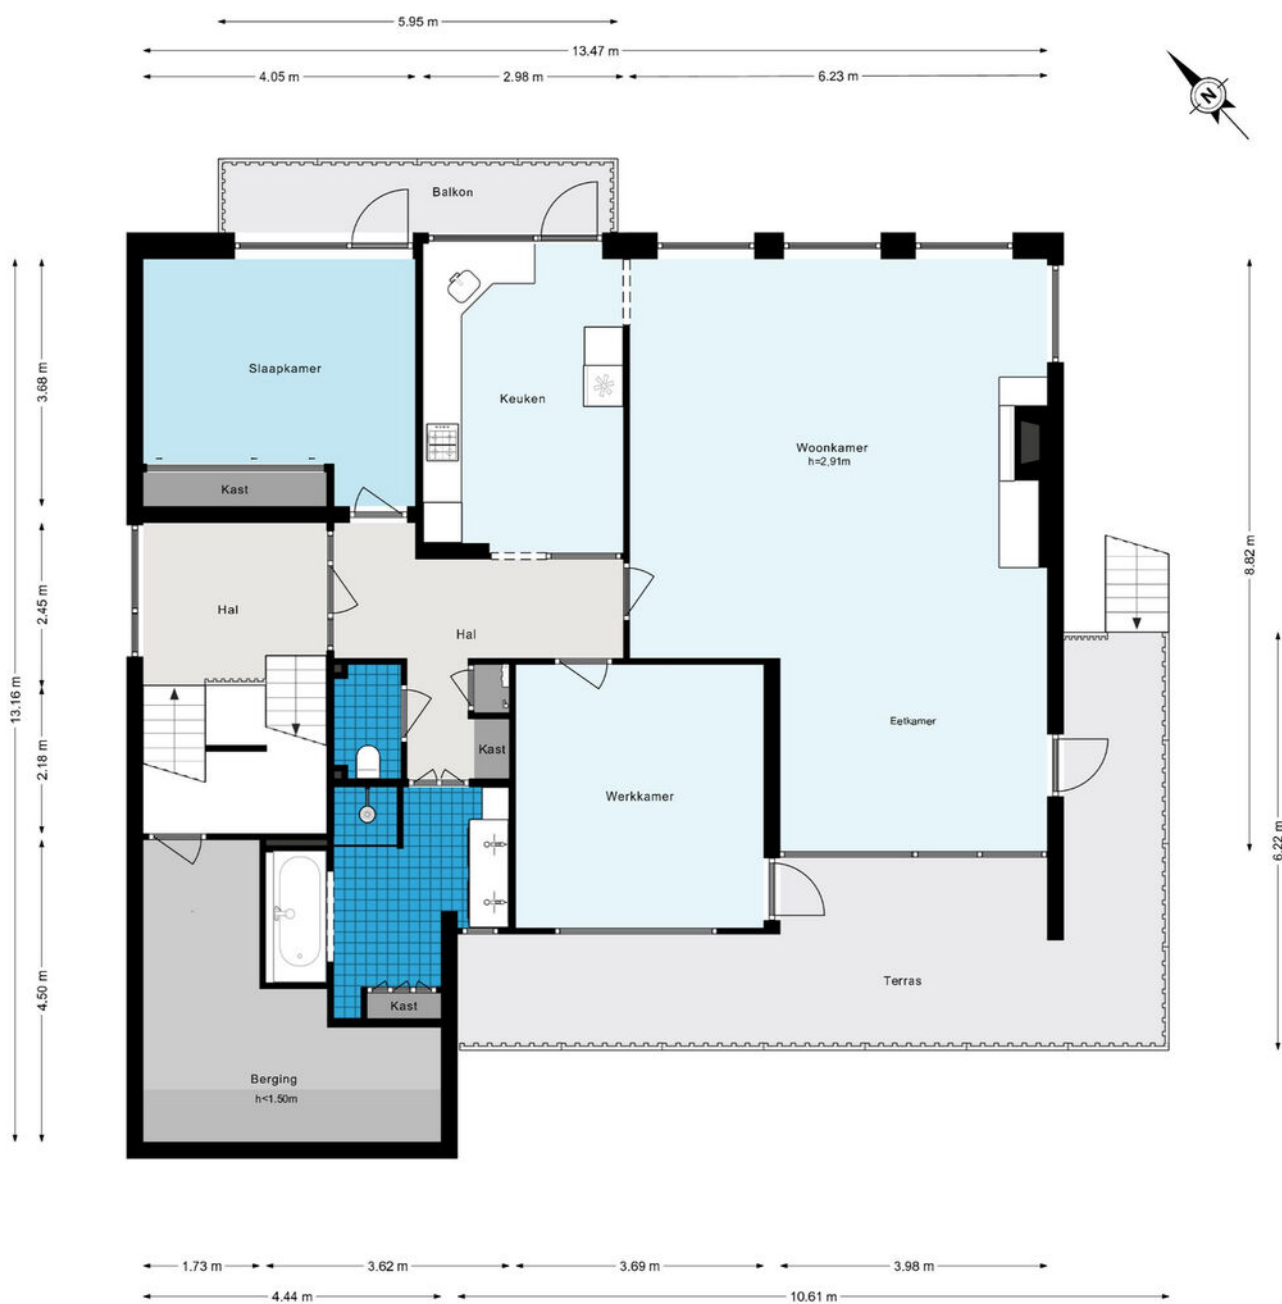 5.95 m
13.47 m
4.05 m
2.98 m
6.23 m
N
Balkon
Slaapkamer
Keuken
Woonkamer
h=2,91m
Kast
3.68 m
8.82 m
Hal
Hal
2.45 m
13.16 m
Eetkamer
Kast
2.18 m
Werkkamer
6.22 m
Terras
4.50 m
Kast
Berging
h<1.50m
1.73 m
3.62 m
3.69 m
3.98 m
4.44 m
10.61 m